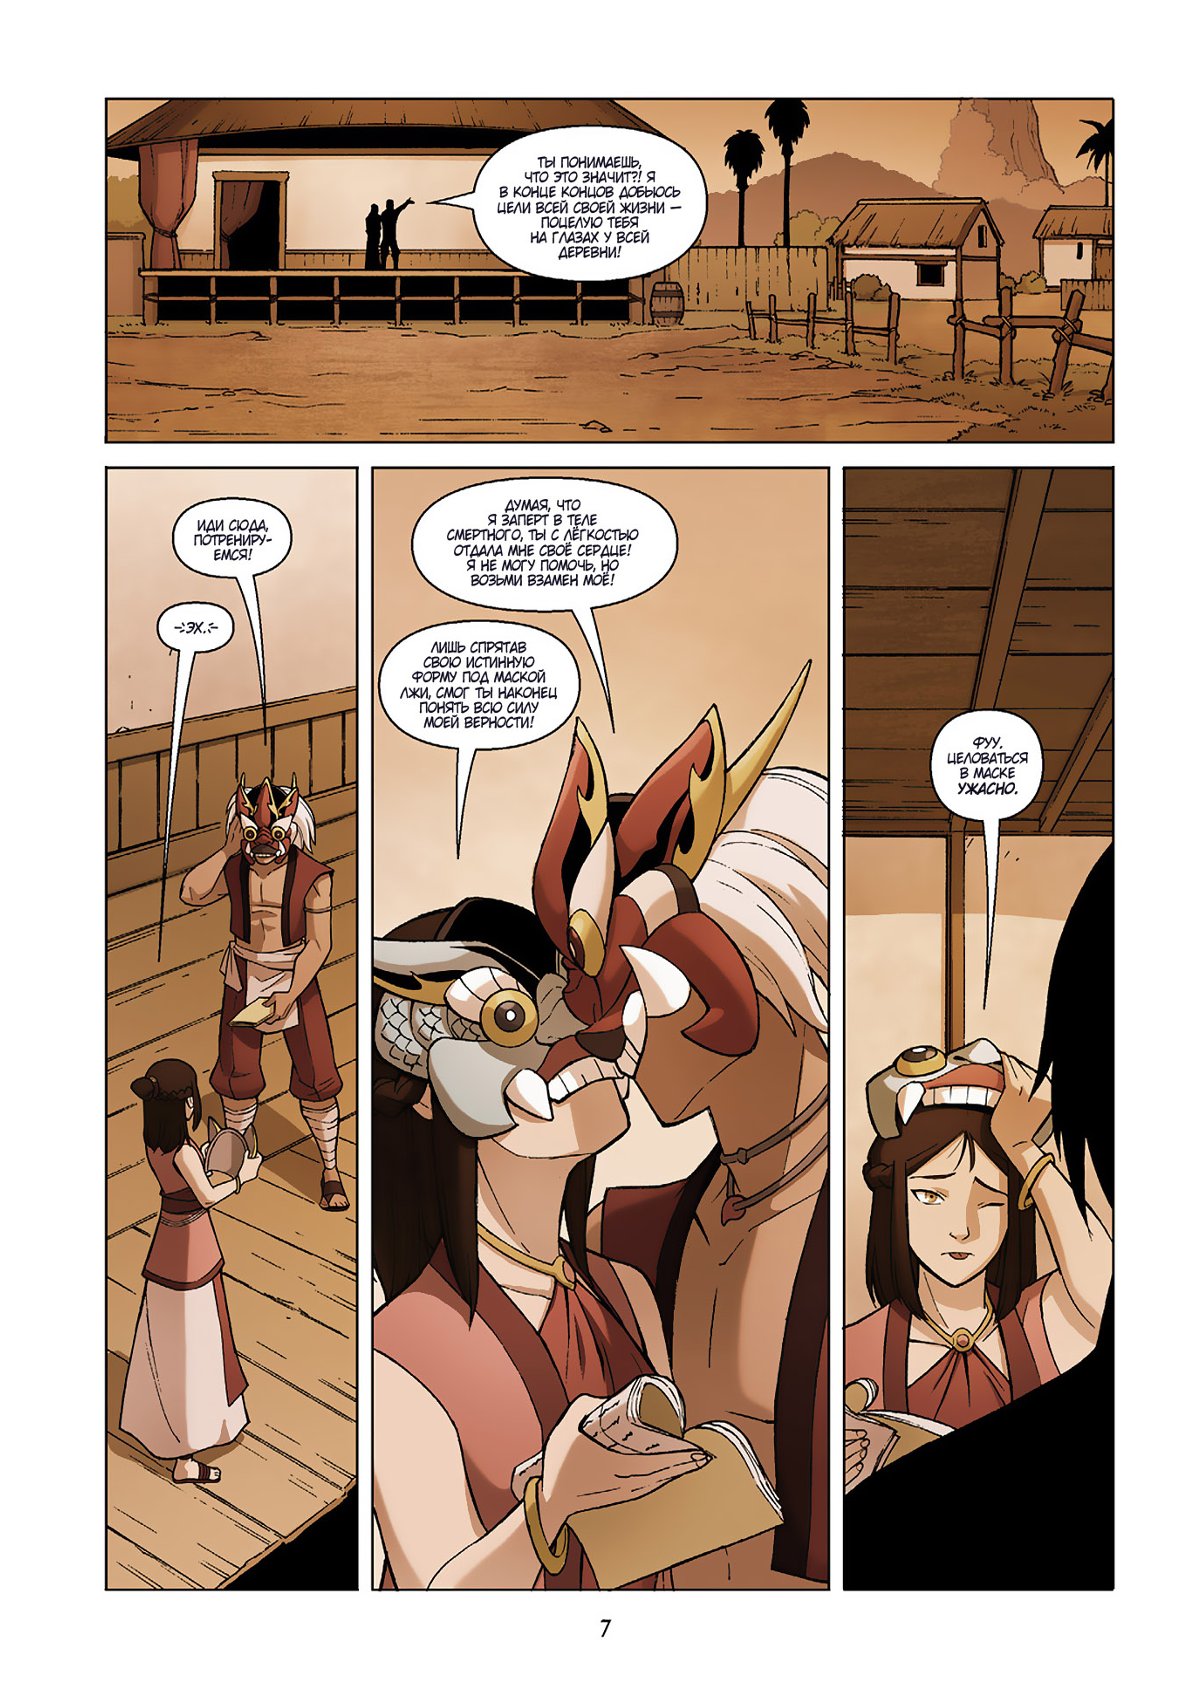 ТЫ ПОНИМАЕШЬ,
ЧТО ЭТО ЗНАЧИТ?! Я
В КОНЦЕ КОНЦОВ ДОБЬЮСЬ
ЦЕЛИ ВСЕЙ СВОЕЙ ЖИЗНИ —
ПОЦЕЛУЮ ТЕБЯ
НА ГЛАЗАХ У ВСЕЙ
ДЕРЕВНИ!
ИДИ СЮДА,
ПОТРЕНИРУ-
ЕМСЯ!
ЭХ.
ДУМАЯ, ЧТО
Я ЗАПЕРТ В ТЕЛЕ
СМЕРТНОГО, ТЫ С ЛЁГКОСТЬЮ
ОТДАЛА МНЕ СВОЁ СЕРДЦЕ!
Я НЕ МОГУ ПОМОЧЬ, НО
ВОЗЬМИ ВЗАМЕН МОЁ!
ЛИШЬ СПРЯТАВ
СВОЮ ИСТИННУЮ
ФОРМУ ПОД МАСКОЙ
ЛЖИ, СМОГ ТЫ НАКОНЕЦ
ПОНЯТЬ ВСЮ СИЛУ
МОЕЙ ВЕРНОСТИ!
ФУУ.
ЦЕЛОВАТЬСЯ
В МАСКЕ
УЖАСНО.
7